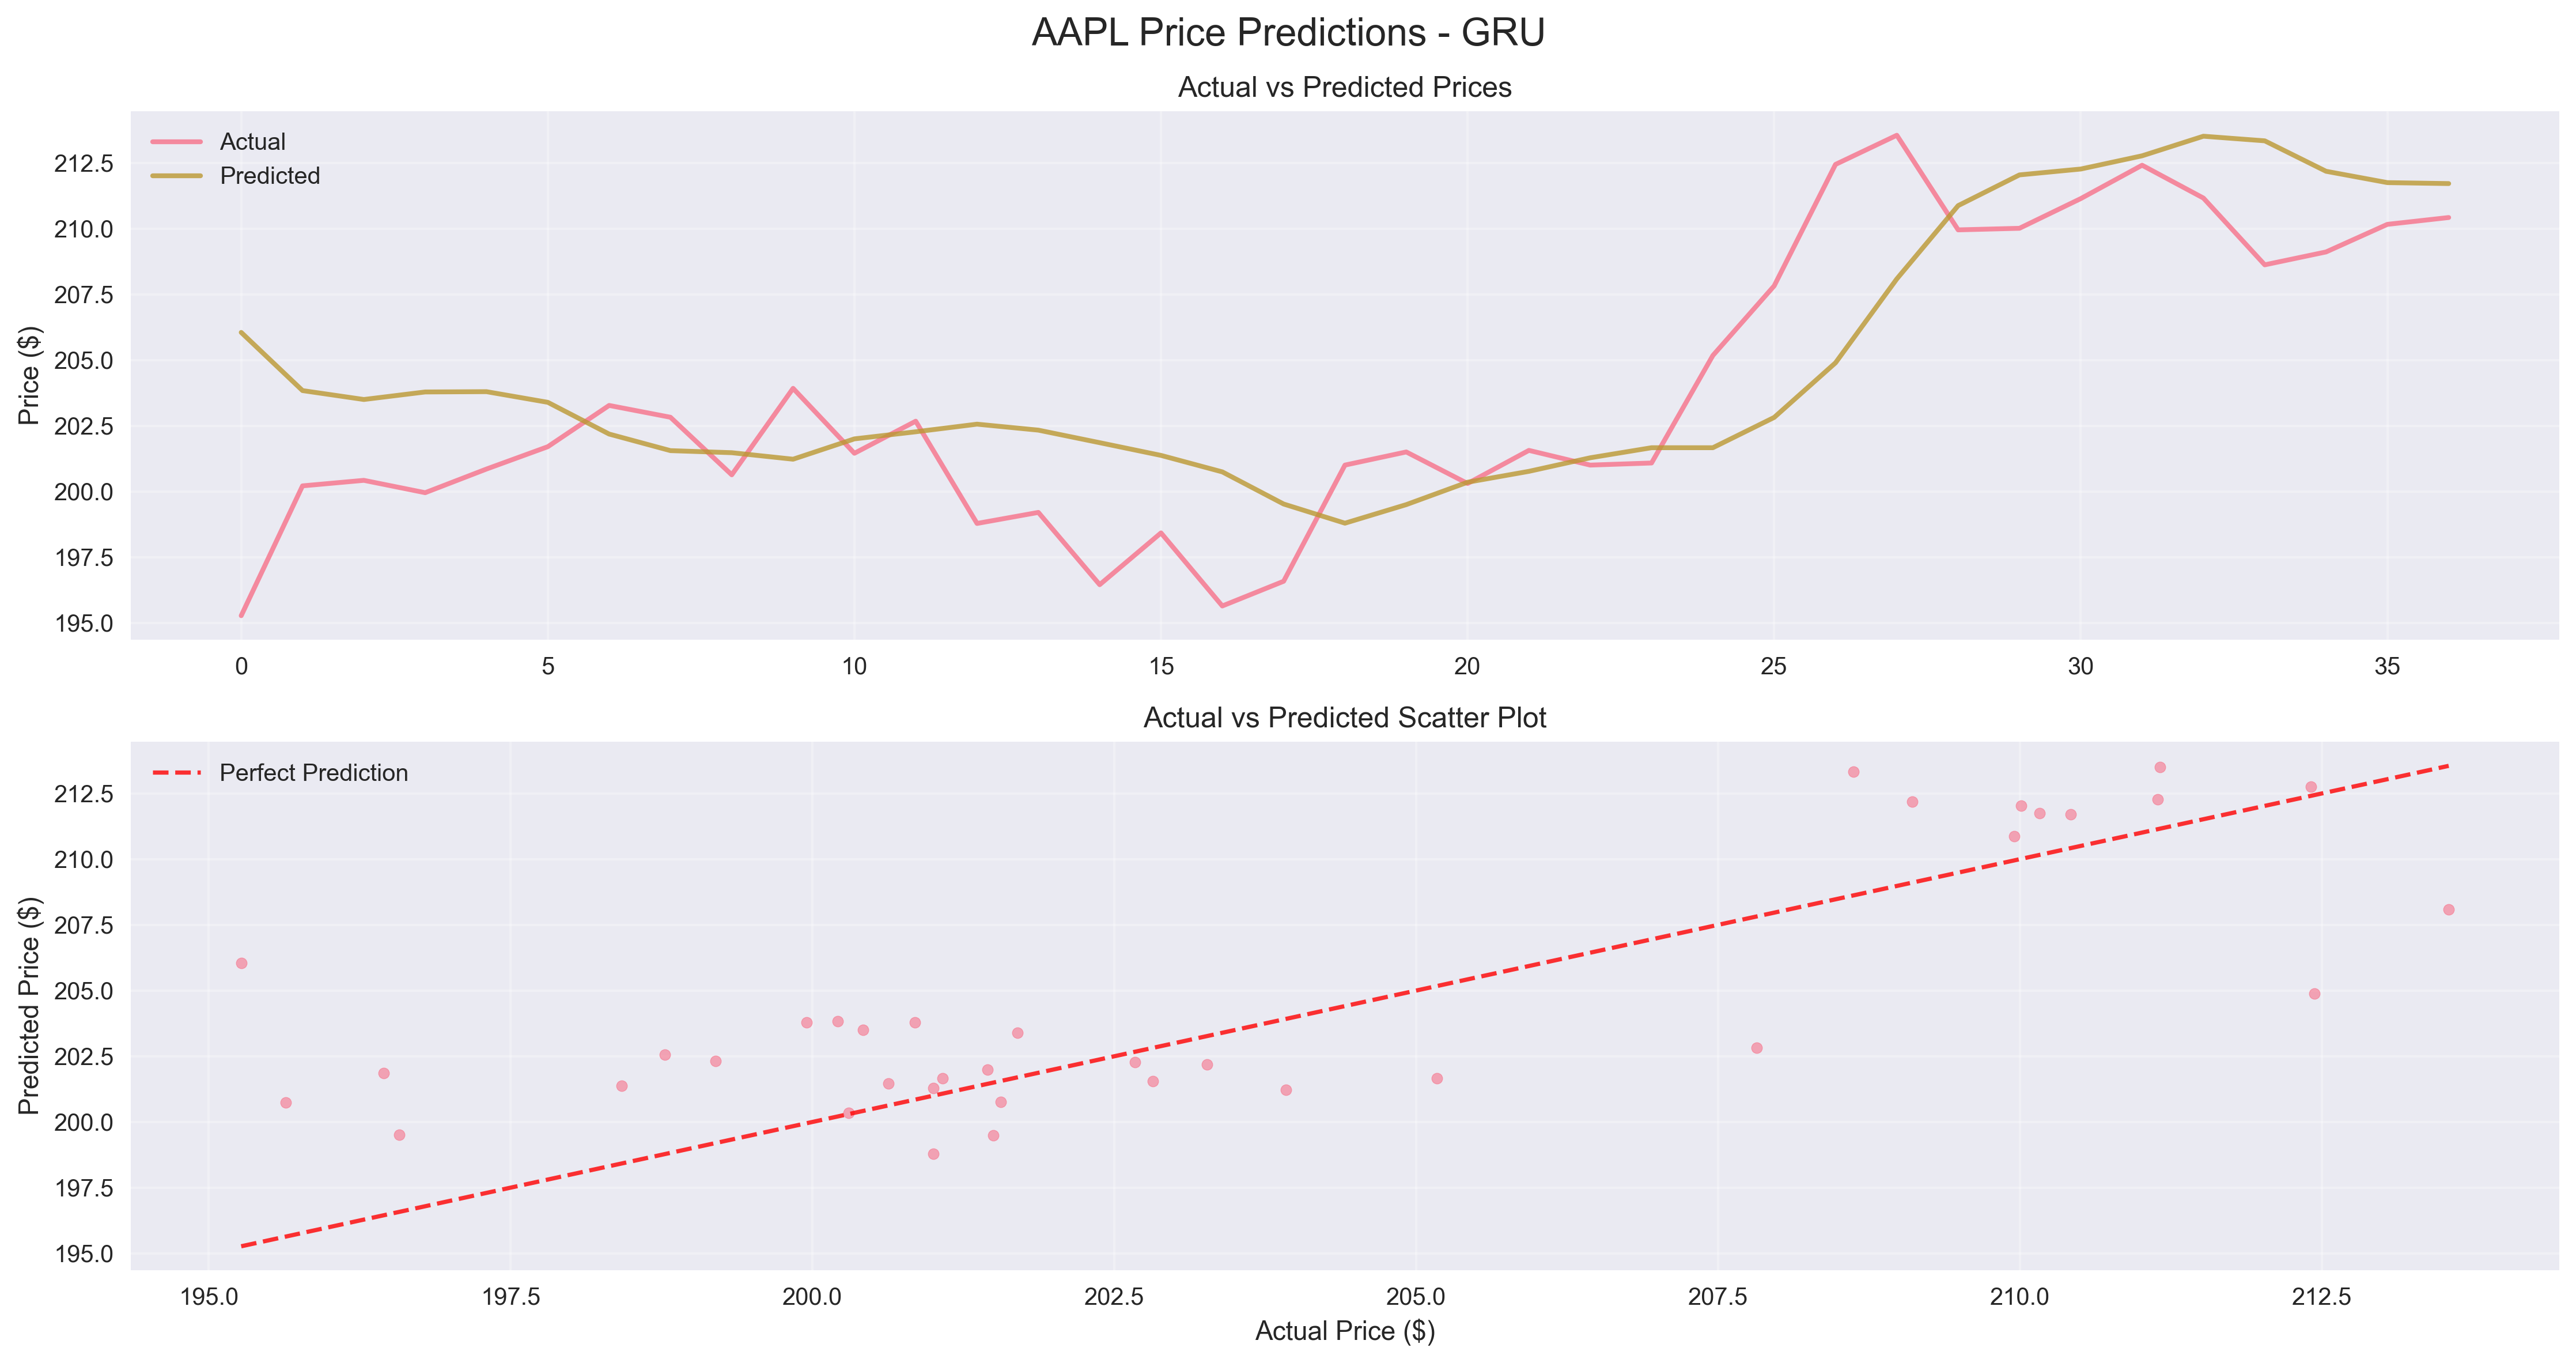 AAPL Price Predictions - GRU
Actual vs Predicted Prices
Actual
Predicted
Price ($)
212.5
210.0
207.5
205.0
202.5
200.0
197.5
195.0
0 5 10 15 20 25 30 35
Actual vs Predicted Scatter Plot
Perfect Prediction
Predicted Price ($)
212.5
210.0
207.5
205.0
202.5
200.0
197.5
195.0
195.0 197.5 200.0 202.5 205.0 207.5 210.0 212.5
Actual Price ($)